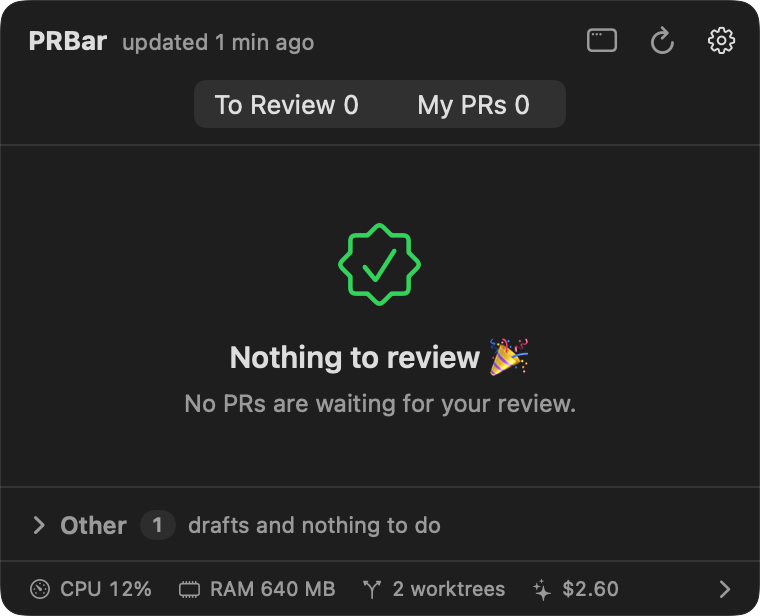 PRBar updated 1 min ago
To Review 0 My PRs 0
Nothing to review 🎉
No PRs are waiting for your review.
Other 1 drafts and nothing to do
CPU 12% RAM 640 MB 2 worktrees $2.60